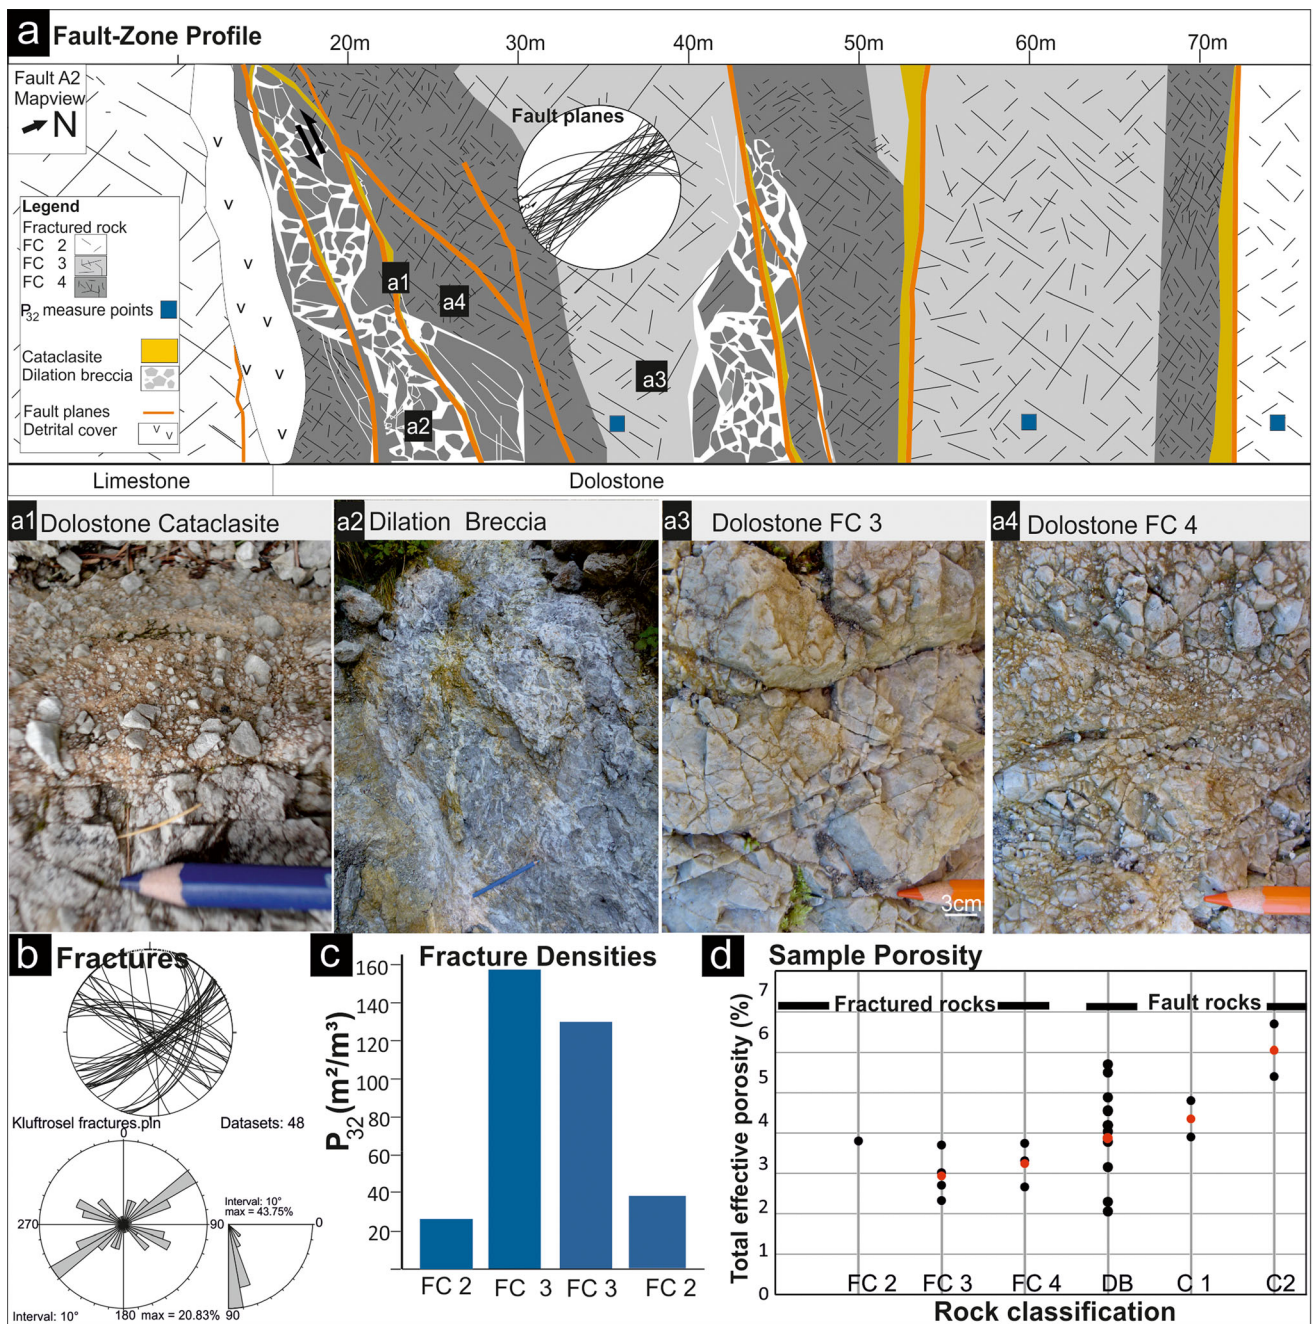 a Fault-Zone Profile
20m 30m 40m 50m 60m 70m
Fault A2
Mapview
N
Fault planes
Legend
Fractured rock
FC 2
FC 3
FC 4
P32 measure points
Cataclasite
Dilation breccia
Fault planes
Detrital cover
v v
v
v
v
v
v
v
v
v
a1
a4
a3
a2
Limestone Dolostone
a1 Dolostone Cataclasite
a2 Dilation Breccia
a3 Dolostone FC 3
a4 Dolostone FC 4
3cm
b Fractures
Kluftrosel fractures.pln Datasets: 48
0
270 90
180
Interval: 10° max = 20.83%
Interval: 10°
max = 43.75%
0
90
c Fracture Densities
P32 (m²/m³)
160
140
120
100
80
60
40
20
FC 2 FC 3 FC 3 FC 2
d Sample Porosity
Fractured rocks Fault rocks
Total effective porosity (%)
7
6
5
4
3
2
1
0
FC 2 FC 3 FC 4 DB C 1 C2
Rock classification